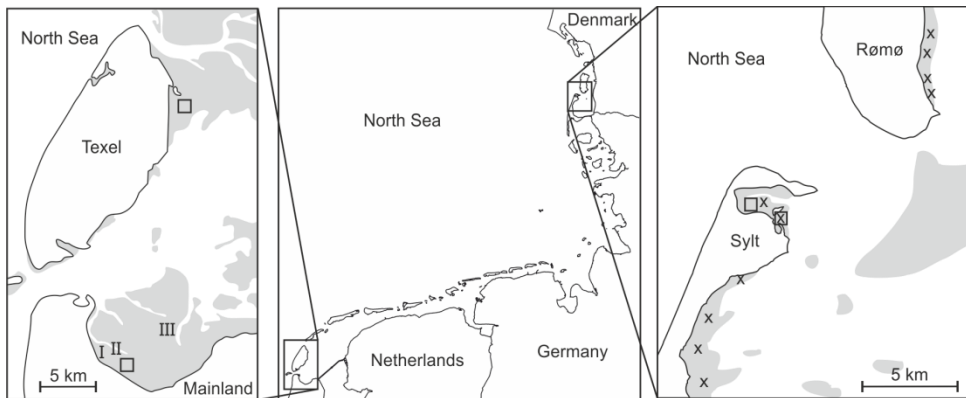 North Sea
Texel
I
II
III
5 km
Mainland
Denmark
North Sea
Netherlands
Germany
North Sea
Rømø
x
x
x
x
x
x
Sylt
x
x
x
x
5 km